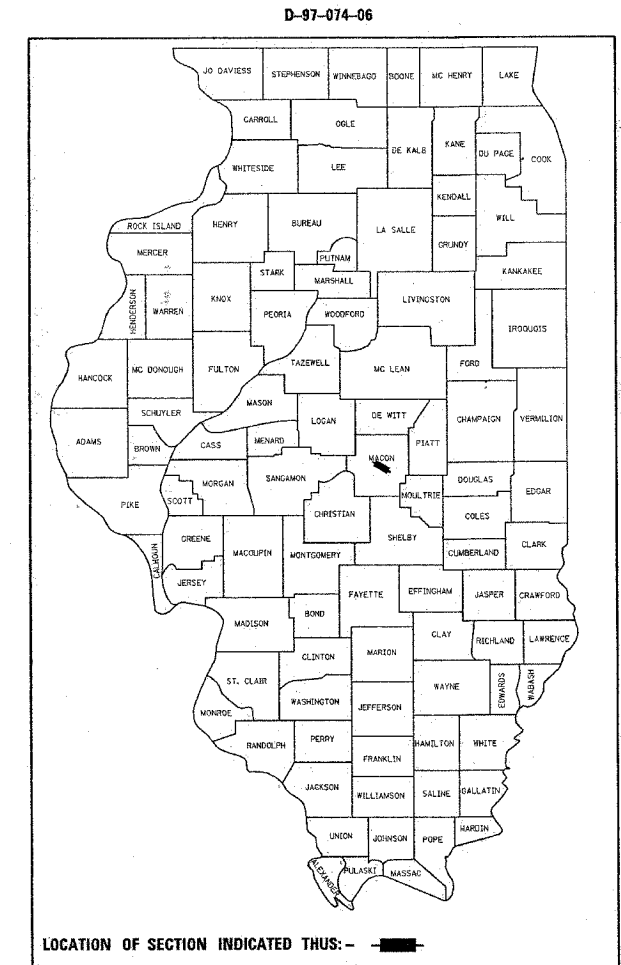 D-97-074-06
JO DAVIESS STEPHENSON WINNEBAGO BOONE MC HENRY LAKE
CARROLL OGLE
DE KALB KANE DU PAGE COOK
WHITESIDE LEE
KENDALL
ROCK ISLAND HENRY BUREAU LA SALLE WILL
MERCER PUTNAM GRUNDY
STARK MARSHALL KANKAKEE
HENDERSON WARREN KNOX PEORIA WOODFORD LIVINGSTON
IROQUOIS
HANCOCK MC DONOUGH FULTON TAZEWELL MC LEAN FORD
MASON
SCHUYLER LOGAN DE WITT CHAMPAIGN VERMILION
ADAMS BROWN CASS MENARD PIATT
MACON
MORGAN SANGAMON DOUGLAS
PIKE SCOTT MOULTRIE EDGAR
CHRISTIAN COLES
GREENE SHELBY
CALHOUN MACOUPIN MONTGOMERY CUMBERLAND CLARK
JERSEY
FAYETTE EFFINGHAM JASPER CRAWFORD
MADISON BOND
CLAY RICHLAND LAWRENCE
CLINTON MARION
ST. CLAIR WAYNE EDWARDS WABASH
WASHINGTON JEFFERSON
MONROE
RANDOLPH PERRY HAMILTON WHITE
FRANKLIN
JACKSON WILLIAMSON SALINE GALLATIN
UNION JOHNSON POPE HARDIN
ALEXANDER PULASKI MASSAC
LOCATION OF SECTION INDICATED THUS: -